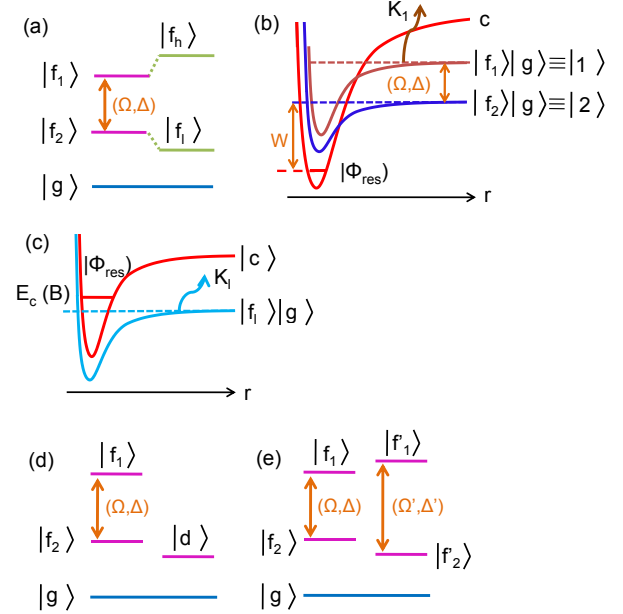 (a)
|f_h⟩
|f_1⟩
(Ω,Δ)
|f_2⟩
|f_l⟩
|g⟩
(b)
K_1
c
|f_1⟩|g⟩≡|1⟩
(Ω,Δ)
|f_2⟩|g⟩≡|2⟩
W
|Φ_res)
r
(c)
|Φ_res)
|c⟩
K_l
E_c (B)
|f_l⟩|g⟩
r
(d)
|f_1⟩
(Ω,Δ)
|f_2⟩
|d⟩
|g⟩
(e)
|f_1⟩
|f'_1⟩
(Ω,Δ)
(Ω',Δ')
|f_2⟩
|f'_2⟩
|g⟩